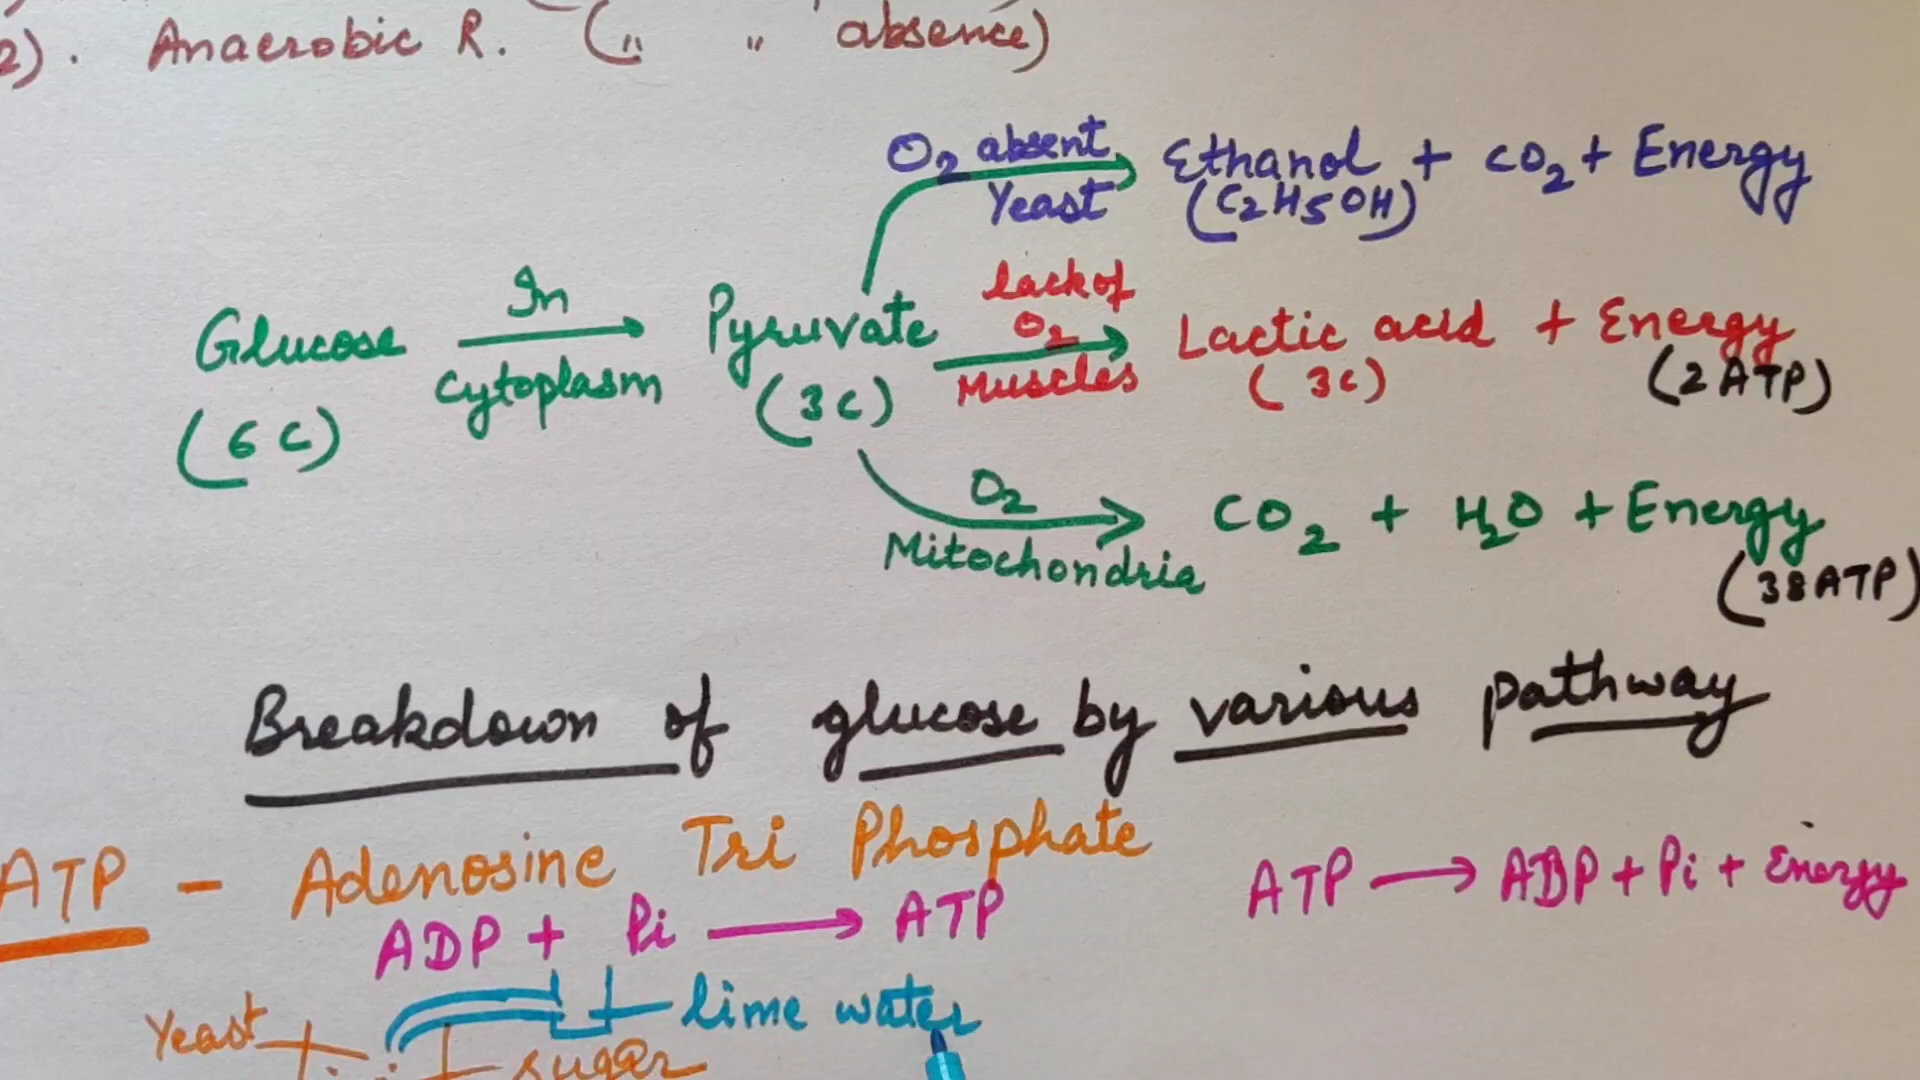 2). Anaerobic R. (" " absence)
O2 absent
Yeast
Ethanol + CO2 + Energy
(C2H5OH)
Glucose
(6C)
In
Cytoplasm
Pyruvate
(3C)
lack of
O2
Muscles
Lactic acid + Energy
(3C)
(2ATP)
O2
Mitochondria
CO2 + H2O + Energy
(38ATP)
Breakdown of glucose by various pathway
ATP - Adenosine Tri Phosphate
ADP + Pi → ATP
ATP → ADP + Pi + Energy
lime water
Yeast
sugar